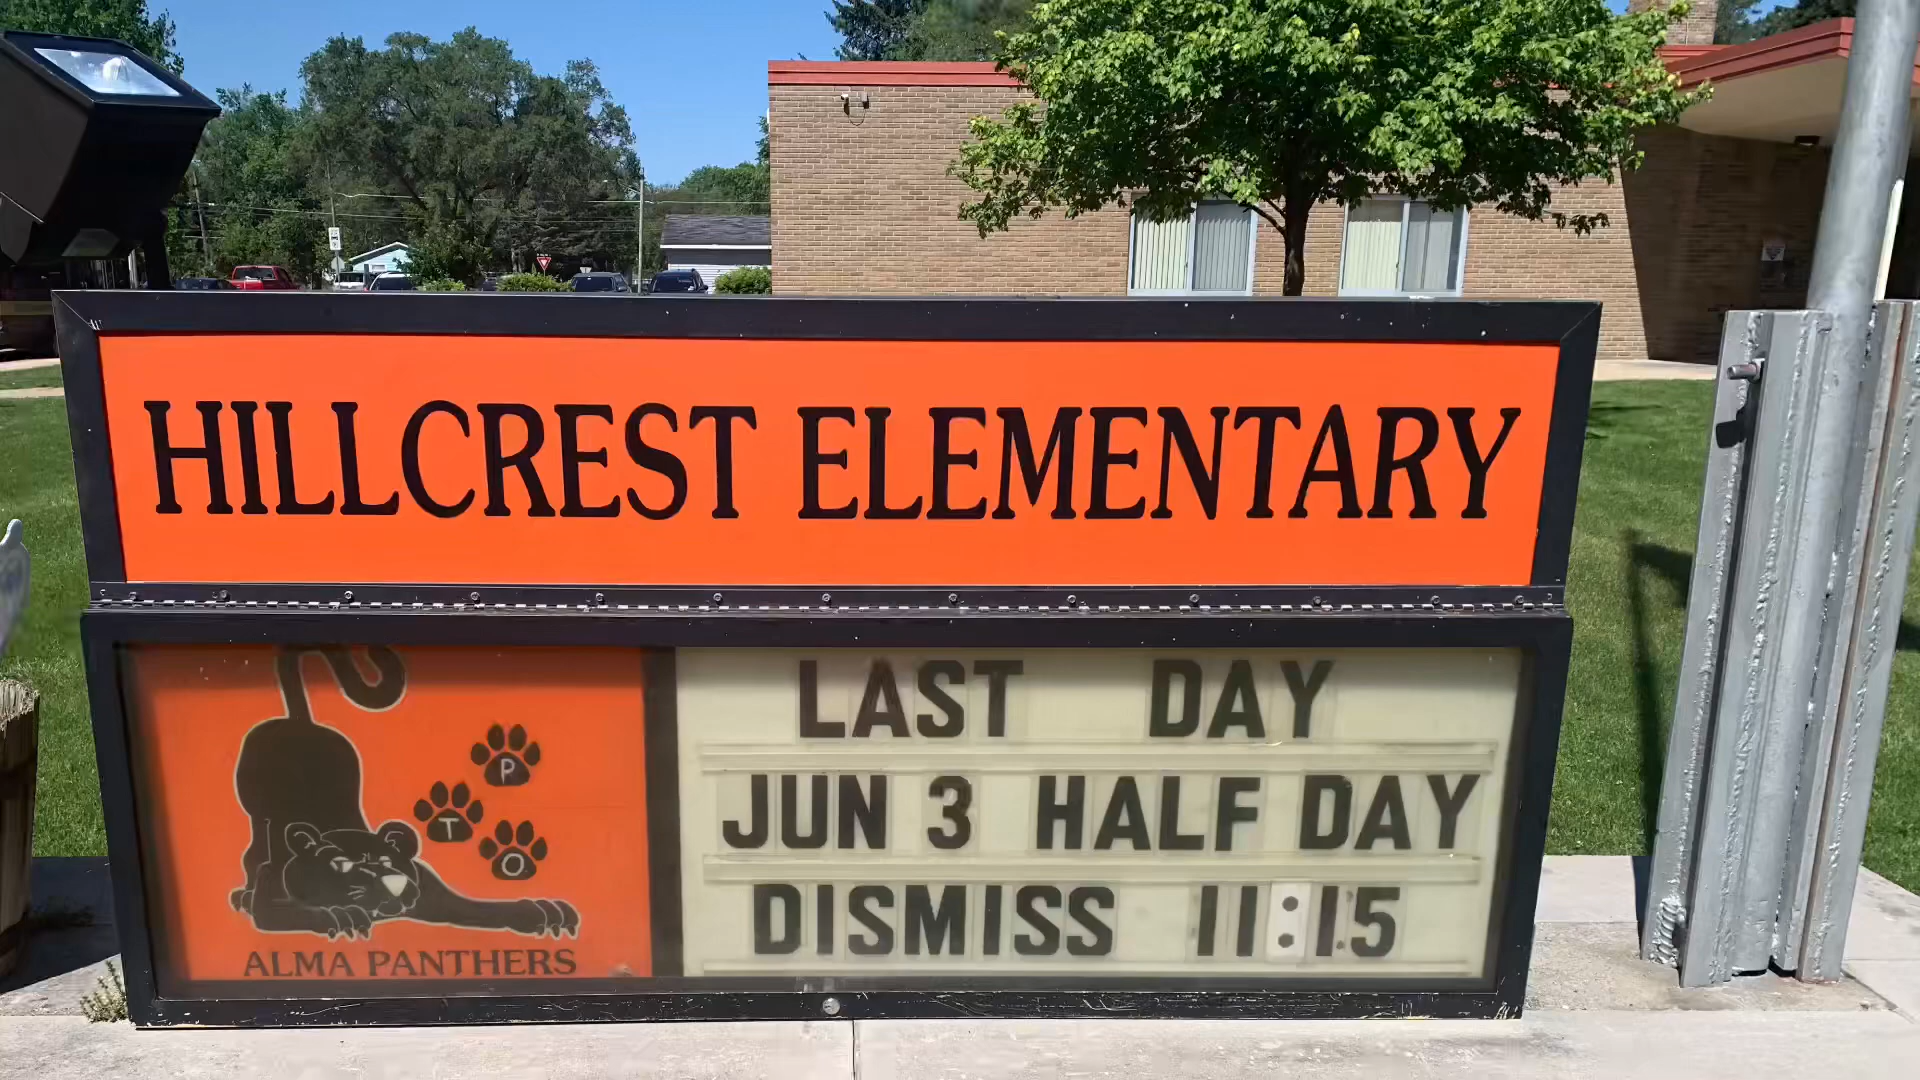 HILLCREST ELEMENTARY
P
T
O
ALMA PANTHERS
LAST DAY
JUN 3 HALF DAY
DISMISS 11:15